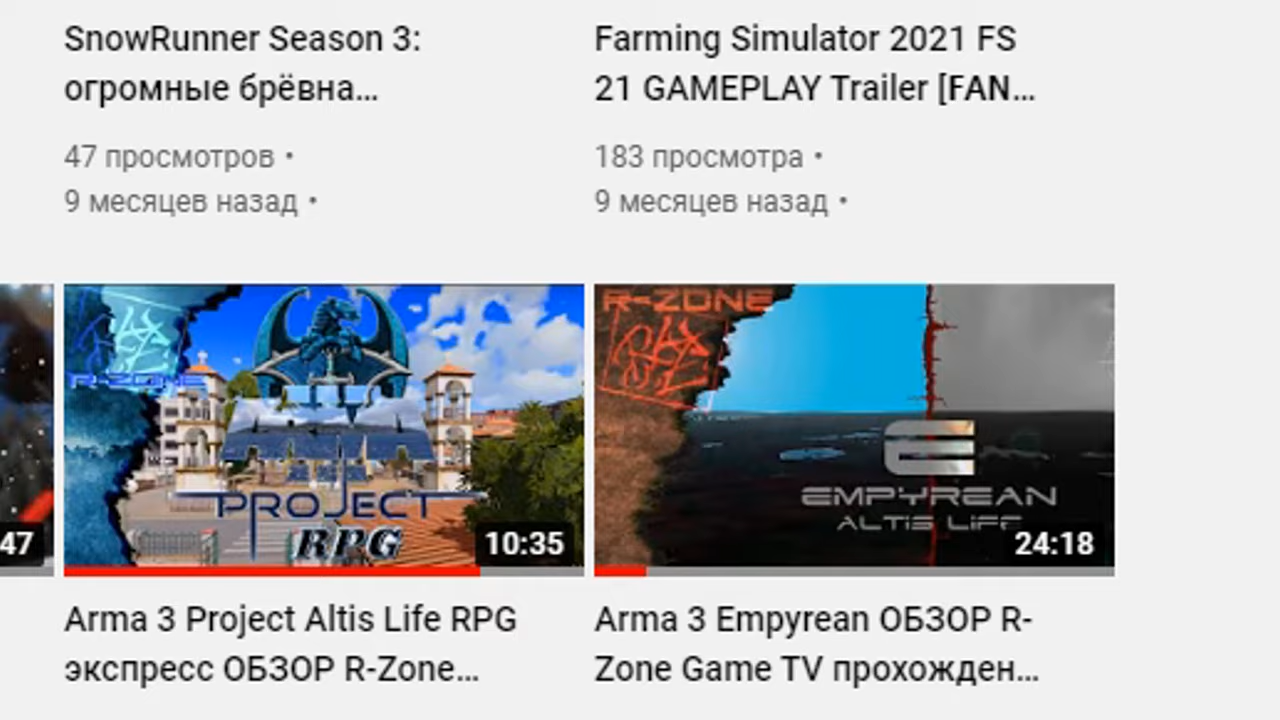 SnowRunner Season 3:
огромные брёвна...
47 просмотров •
9 месяцев назад •
Farming Simulator 2021 FS
21 GAMEPLAY Trailer [FAN...
183 просмотра •
9 месяцев назад •
47
R-ZONE
PROJECT
RPG
10:35
R-ZONE
EMPYREAN
ALTIS LIFE
24:18
Arma 3 Project Altis Life RPG
экспресс ОБЗОР R-Zone...
Arma 3 Empyrean ОБЗОР R-
Zone Game TV прохожден...